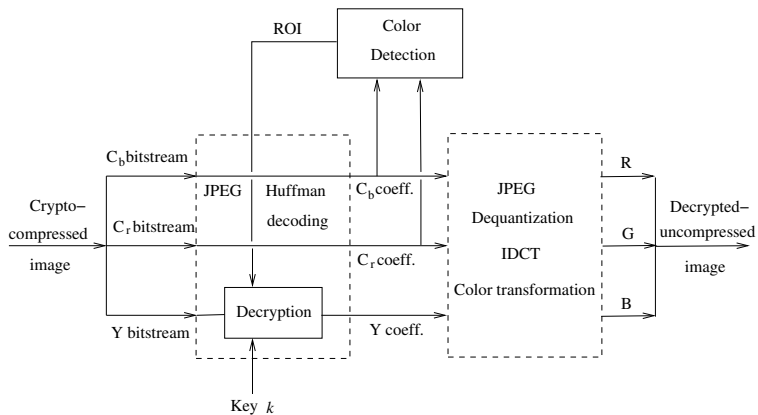 ROI
Color
Detection
C_b bitstream
JPEG
Huffman
decoding
C_b coeff.
R
Crypto−
compressed
image
C_r bitstream
C_r coeff.
JPEG
Dequantization
IDCT
Color transformation
G
Decrypted−
uncompressed
image
Decryption
Y bitstream
Y coeff.
B
Key k